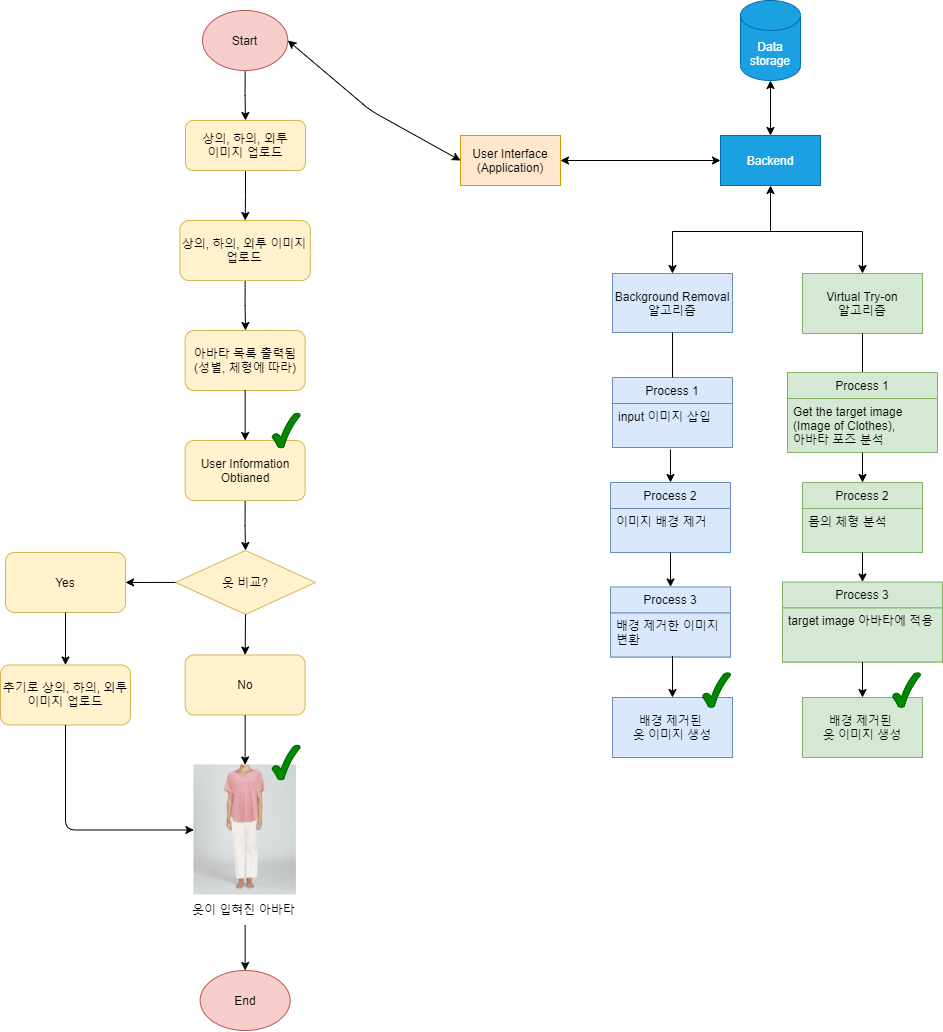 Start
상의, 하의, 외투
이미지 업로드
상의, 하의, 외투 이미지
업로드
아바타 목록 출력됨
(성별, 체형에 따라)
User Information
Obtianed
옷 비교?
Yes
추기로 상의, 하의, 외투
이미지 업로드
No
옷이 입혀진 아바타
End
User Interface
(Application)
Data
storage
Backend
Background Removal
알고리즘
Process 1
input 이미지 삽입
Process 2
이미지 배경 제거
Process 3
배경 제거한 이미지
변환
배경 제거된
옷 이미지 생성
Virtual Try-on
알고리즘
Process 1
Get the target image
(Image of Clothes),
아바타 포즈 분석
Process 2
몸의 체형 분석
Process 3
target image 아바타에 적용
배경 제거된
옷 이미지 생성